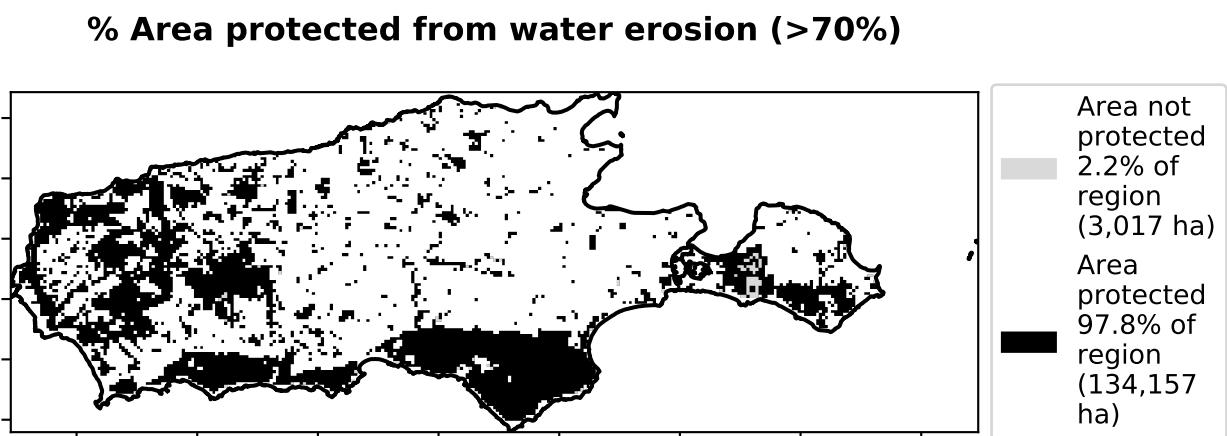 % Area protected from water erosion (>70%)
Area not
protected
2.2% of
region
(3,017 ha)
Area
protected
97.8% of
region
(134,157
ha)